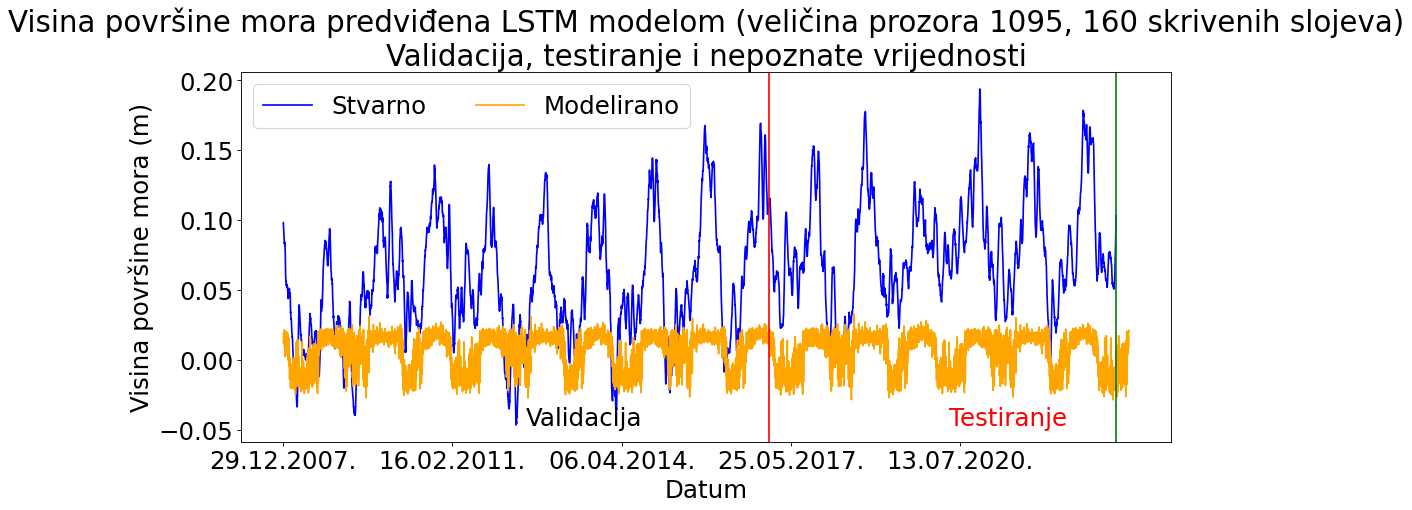 Visina površine mora predviđena LSTM modelom (veličina prozora 1095, 160 skrivenih slojeva)
Validacija, testiranje i nepoznate vrijednosti
Stvarno
Modelirano
Visina površine mora (m)
0.20
0.15
0.10
0.05
0.00
−0.05
Validacija
Testiranje
29.12.2007.
16.02.2011.
06.04.2014.
25.05.2017.
13.07.2020.
Datum